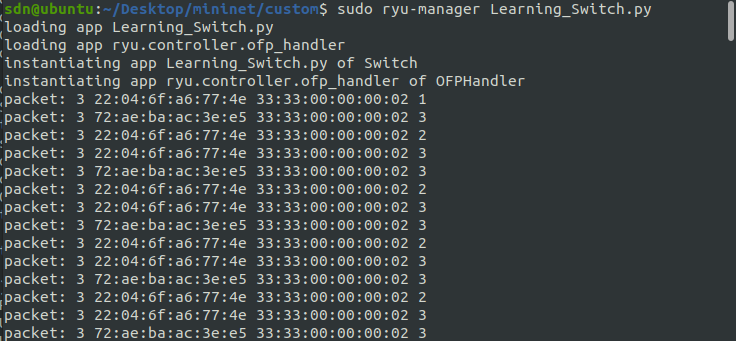 sdn@ubuntu:~/Desktop/mininet/custom$ sudo ryu-manager Learning_Switch.py
loading app Learning_Switch.py
loading app ryu.controller.ofp_handler
instantiating app Learning_Switch.py of Switch
instantiating app ryu.controller.ofp_handler of OFPHandler
packet: 3 22:04:6f:a6:77:4e 33:33:00:00:00:02 1
packet: 3 72:ae:ba:ac:3e:e5 33:33:00:00:00:02 3
packet: 3 22:04:6f:a6:77:4e 33:33:00:00:00:02 2
packet: 3 22:04:6f:a6:77:4e 33:33:00:00:00:02 3
packet: 3 72:ae:ba:ac:3e:e5 33:33:00:00:00:02 3
packet: 3 22:04:6f:a6:77:4e 33:33:00:00:00:02 2
packet: 3 22:04:6f:a6:77:4e 33:33:00:00:00:02 3
packet: 3 72:ae:ba:ac:3e:e5 33:33:00:00:00:02 3
packet: 3 22:04:6f:a6:77:4e 33:33:00:00:00:02 2
packet: 3 22:04:6f:a6:77:4e 33:33:00:00:00:02 3
packet: 3 72:ae:ba:ac:3e:e5 33:33:00:00:00:02 3
packet: 3 22:04:6f:a6:77:4e 33:33:00:00:00:02 2
packet: 3 22:04:6f:a6:77:4e 33:33:00:00:00:02 3
packet: 3 72:ae:ba:ac:3e:e5 33:33:00:00:00:02 3